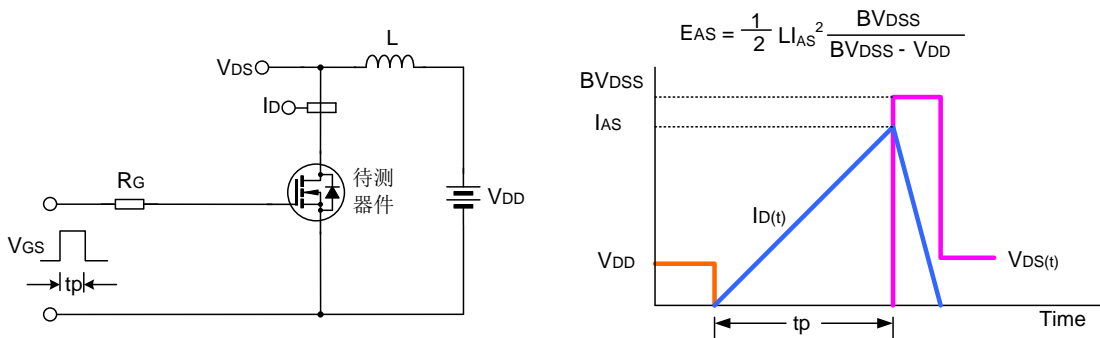 L
VDS
ID
RG
待测
器件
VDD
VGS
tp
EAS = 1/2 LIAS² BVDSS/(BVDSS - VDD)
BVDSS
IAS
ID(t)
VDD
VDS(t)
tp
Time